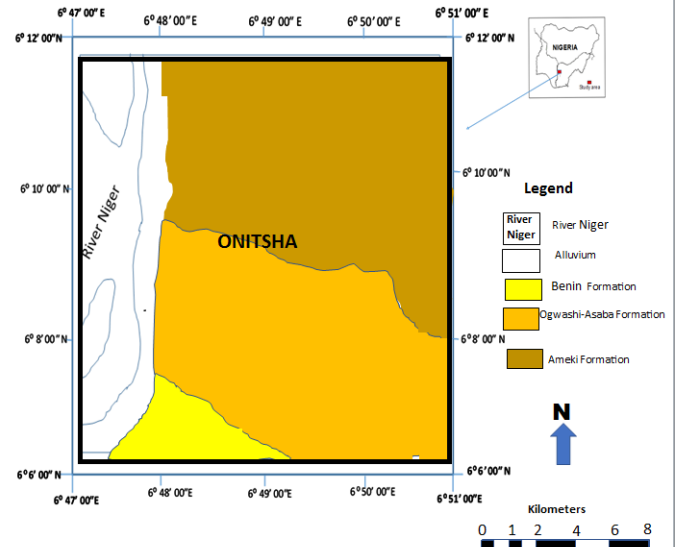 6° 47' 00" E
6° 48' 00" E
6° 49' 00" E
6° 50' 00" E
6° 51' 00" E
6° 12' 00" N
6° 12' 00" N
NIGERIA
Study area
6° 10' 00" N
6° 10' 00" N
River Niger
ONITSHA
Legend
River Niger
River Niger
Alluvium
Benin Formation
Ogwashi-Asaba Formation
6° 8' 00" N
6° 8' 00" N
Ameki Formation
N
6° 6' 00" N
6° 6' 00" N
6° 47' 00" E
6° 48' 00" E
6° 49' 00" E
6° 50' 00" E
6° 51' 00" E
Kilometers
0 1 2 4 6 8